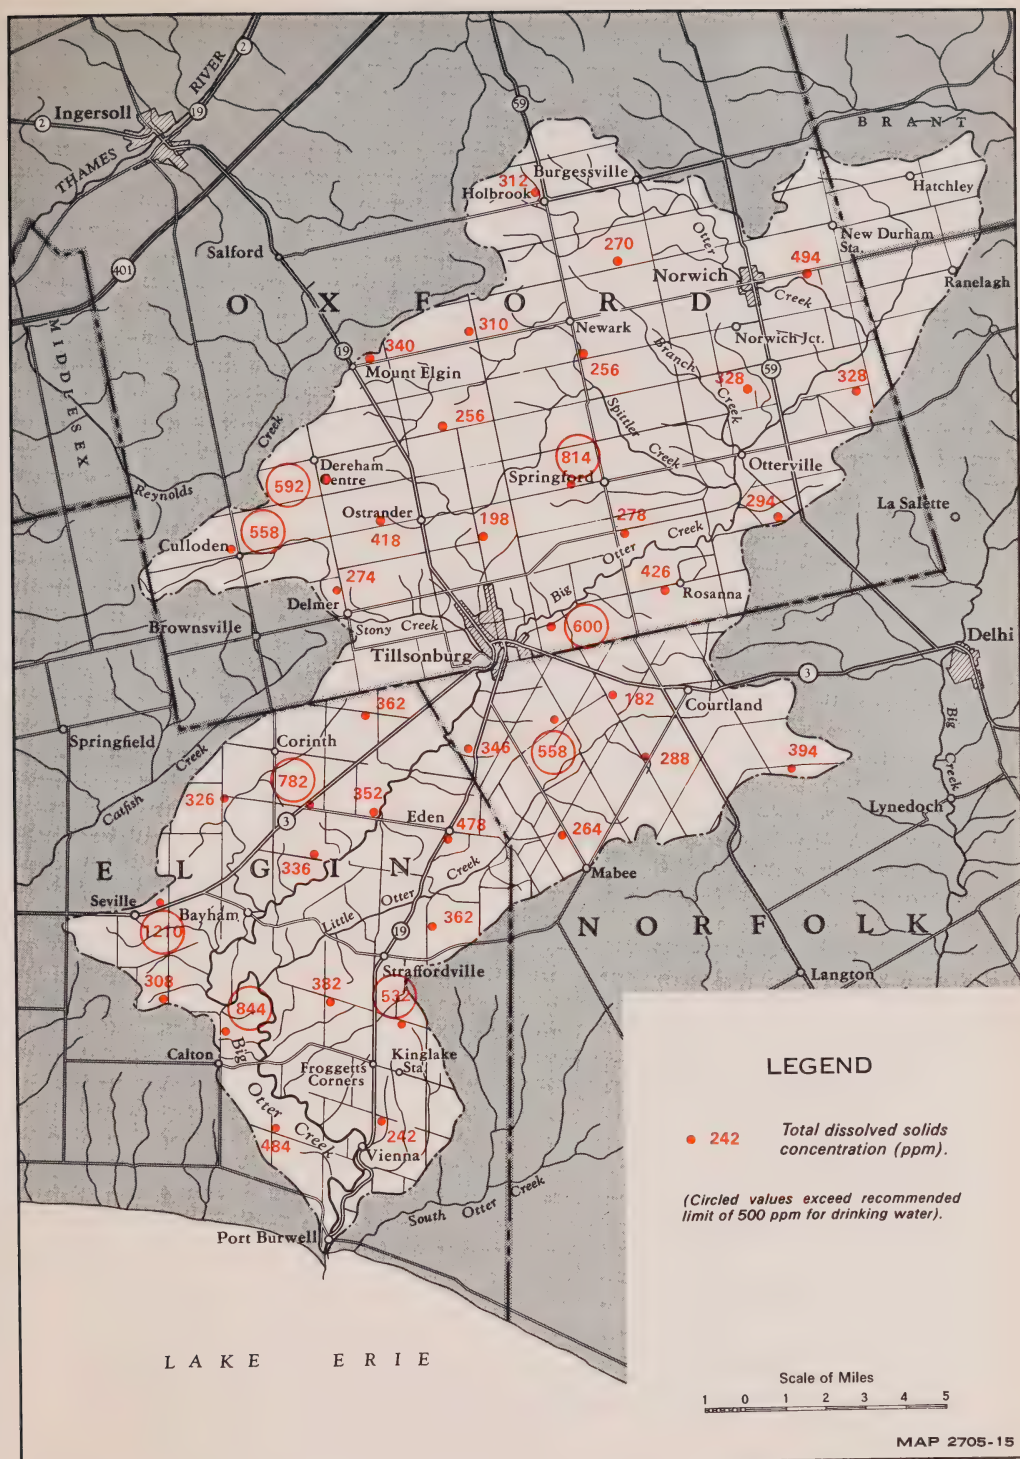 2
RIVER
19
Ingersoll
2
THAMES
59
BRANT
Burgessville
312
Holbrook
Hatchley
Otter
New Durham
Sta.
Salford
270
494
Norwich
Creek
Ranelagh
401
OXFORD
MIDDLESEX
310
Newark
Norwich Jct.
19
340
Mount Elgin
256
Branch
Creek
59
328
328
256
Spittler
Creek
Creek
814
Otterville
Dereham
Centre
592
Springford
Reynolds
294
La Salette
Ostrander
198
278
Creek
558
418
Otter
Culloden
274
426
Big
Rosanna
Delmer
Stony Creek
600
Brownsville
Delhi
Tillsonburg
3
182
Courtland
362
Springfield
Corinth
346
558
288
394
Big
Creek
Creek
Catfish
782
326
352
Eden
478
Lynedoch
3
264
336
ELGIN
Creek
Mabee
Otter
Little
Seville
Bayham
362
1210
19
NORFOLK
Straffordville
Langton
308
382
532
844
Big
Calton
Froggetts
Corners
Kinglake
Sta.
Otter
Creek
484
242
Vienna
South Otter Creek
Port Burwell
LAKE ERIE
LEGEND
242
Total dissolved solids
concentration (ppm).
(Circled values exceed recommended
limit of 500 ppm for drinking water).
Scale of Miles
1 0 1 2 3 4 5
MAP 2705-15